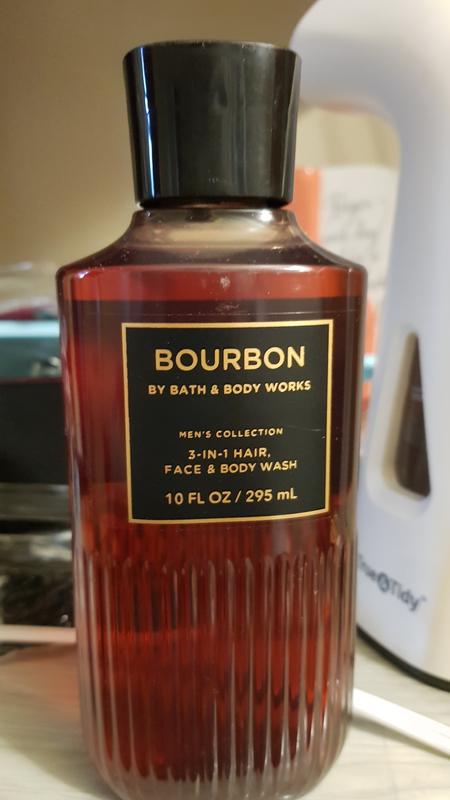 BOURBON
BY BATH & BODY WORKS
MEN'S COLLECTION
3-IN-1 HAIR,
FACE & BODY WASH
10 FL OZ / 295 mL
&Tidy™